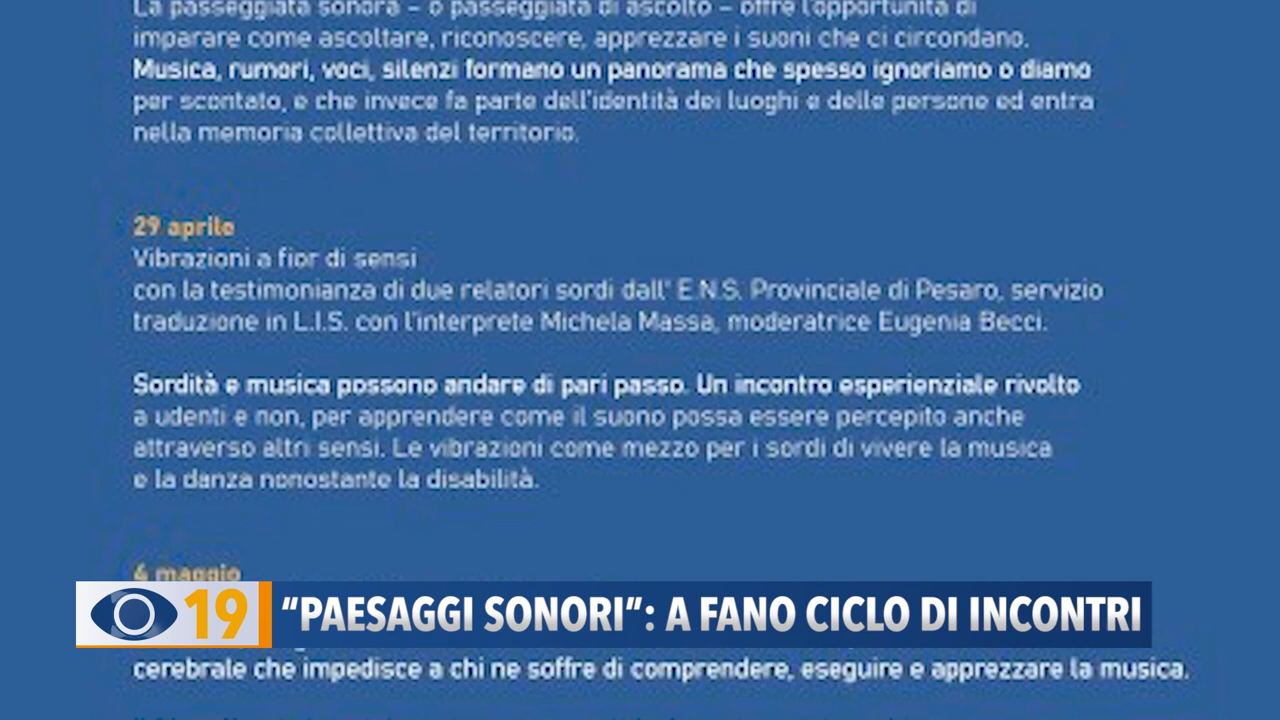 La passeggiata sonora – o passeggiata di ascolto – offre l'opportunità di
imparare come ascoltare, riconoscere, apprezzare i suoni che ci circondano.
Musica, rumori, voci, silenzi formano un panorama che spesso ignoriamo o diamo
per scontato, e che invece fa parte dell'identità dei luoghi e delle persone ed entra
nella memoria collettiva del territorio.
29 aprile
Vibrazioni a fior di sensi
con la testimonianza di due relatori sordi dall' E.N.S. Provinciale di Pesaro, servizio
traduzione in L.I.S. con l'interprete Michela Massa, moderatrice Eugenia Becci.
Sordità e musica possono andare di pari passo. Un incontro esperienziale rivolto
a udenti e non, per apprendere come il suono possa essere percepito anche
attraverso altri sensi. Le vibrazioni come mezzo per i sordi di vivere la musica
e la danza nonostante la disabilità.
4 maggio
19 "PAESAGGI SONORI": A FANO CICLO DI INCONTRI
cerebrale che impedisce a chi ne soffre di comprendere, eseguire e apprezzare la musica.